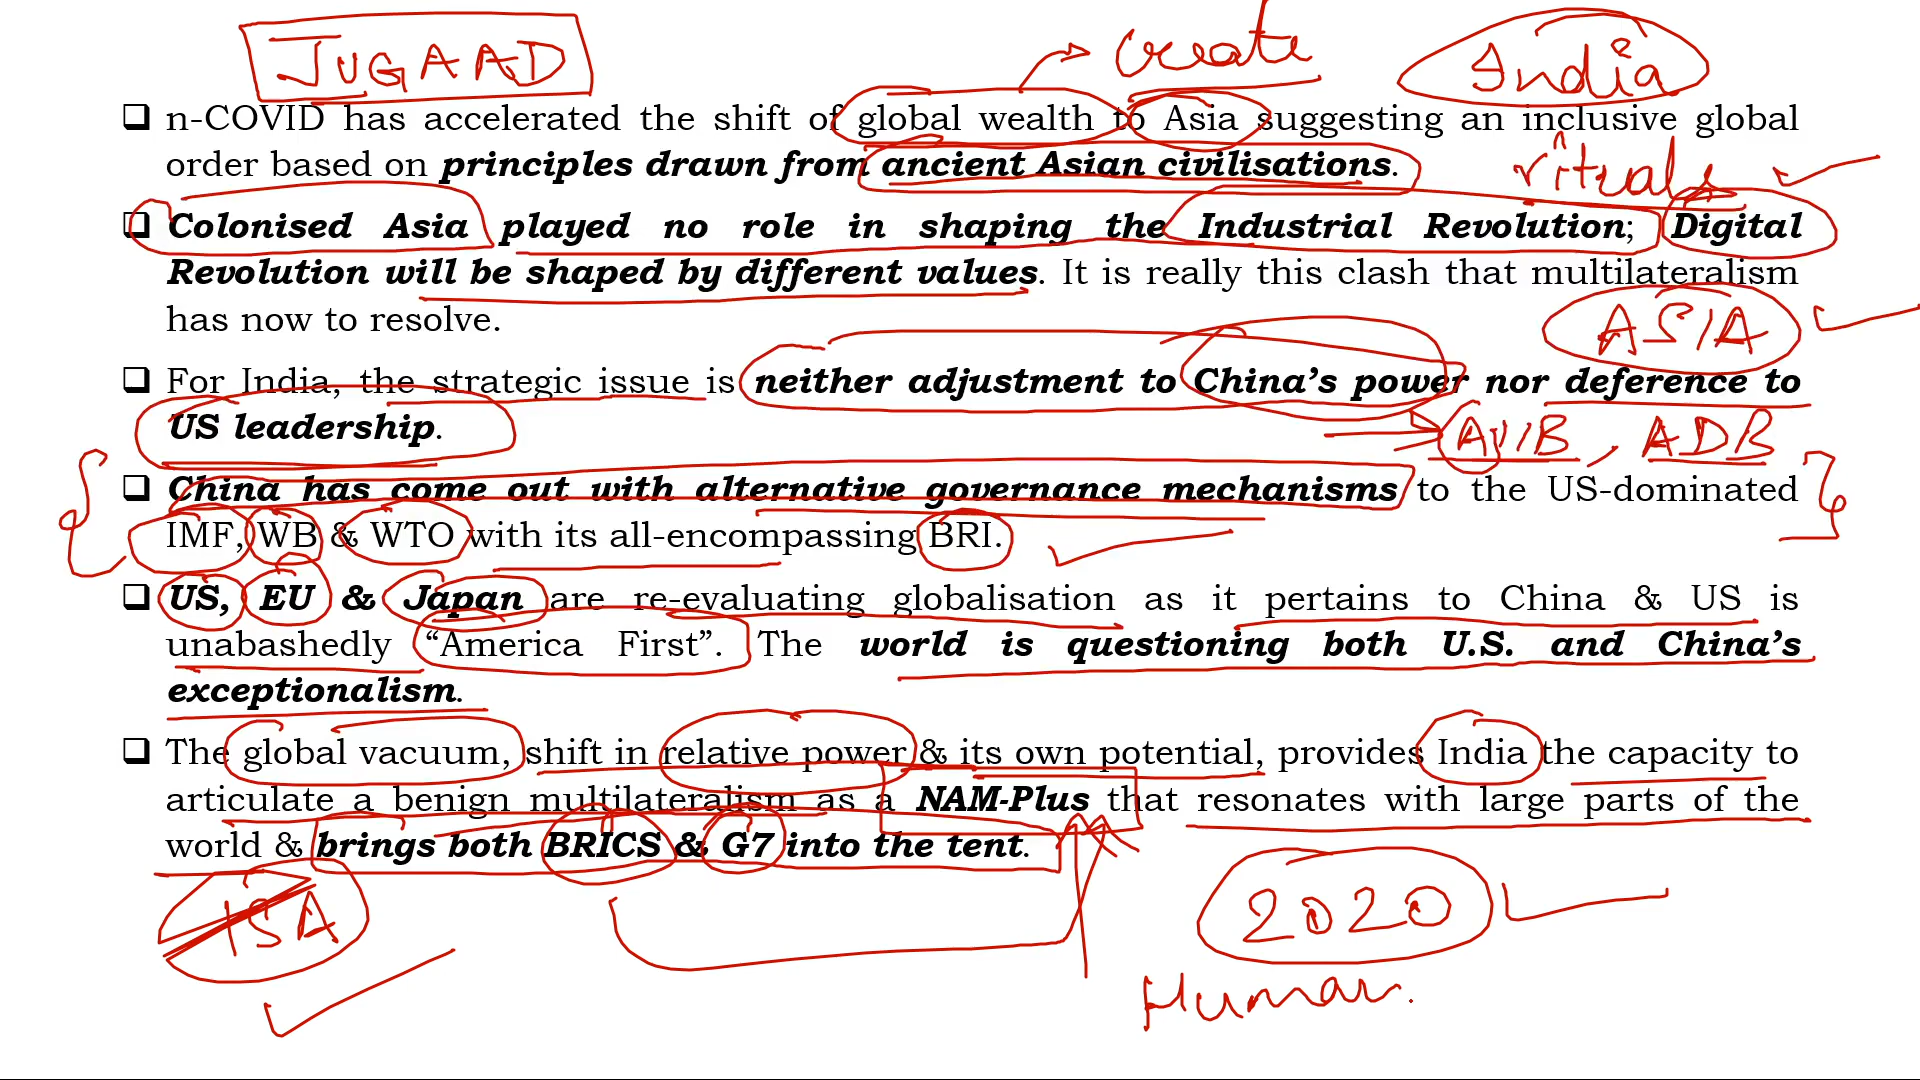 JUGAAD
create
India
❑ n-COVID has accelerated the shift of global wealth to Asia suggesting an inclusive global
order based on principles drawn from ancient Asian civilisations.
rituals
❑ Colonised Asia played no role in shaping the Industrial Revolution; Digital
Revolution will be shaped by different values. It is really this clash that multilateralism
has now to resolve.
ASIA
❑ For India, the strategic issue is neither adjustment to China’s power nor deference to
US leadership.
AIIB, ADB
❑ China has come out with alternative governance mechanisms to the US-dominated
IMF, WB & WTO with its all-encompassing BRI.
❑ US, EU & Japan are re-evaluating globalisation as it pertains to China & US is
unabashedly “America First”. The world is questioning both U.S. and China’s
exceptionalism.
❑ The global vacuum, shift in relative power & its own potential, provides India the capacity to
articulate a benign multilateralism as a NAM-Plus that resonates with large parts of the
world & brings both BRICS & G7 into the tent.
ISA
2020
Human.